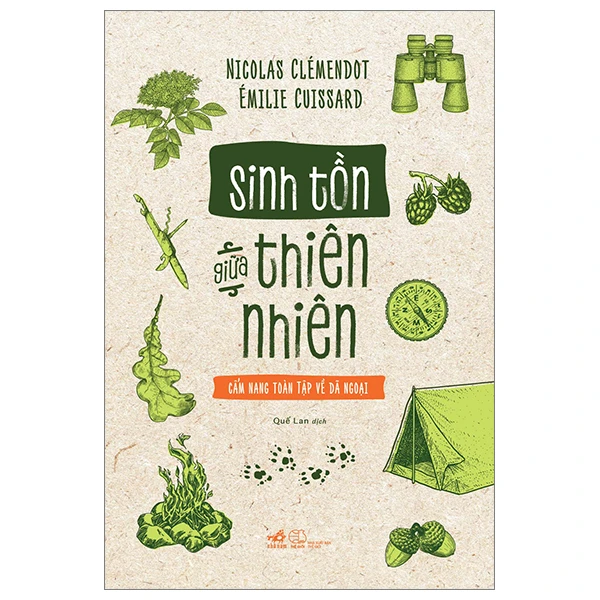 NICOLAS CLÉMENDOT
ÉMILIE CUISSARD
Sinh tồn
giữa
thiên
nhiên
CẨM NANG TOÀN TẬP VỀ DÃ NGOẠI
Quế Lan dịch
N E S W